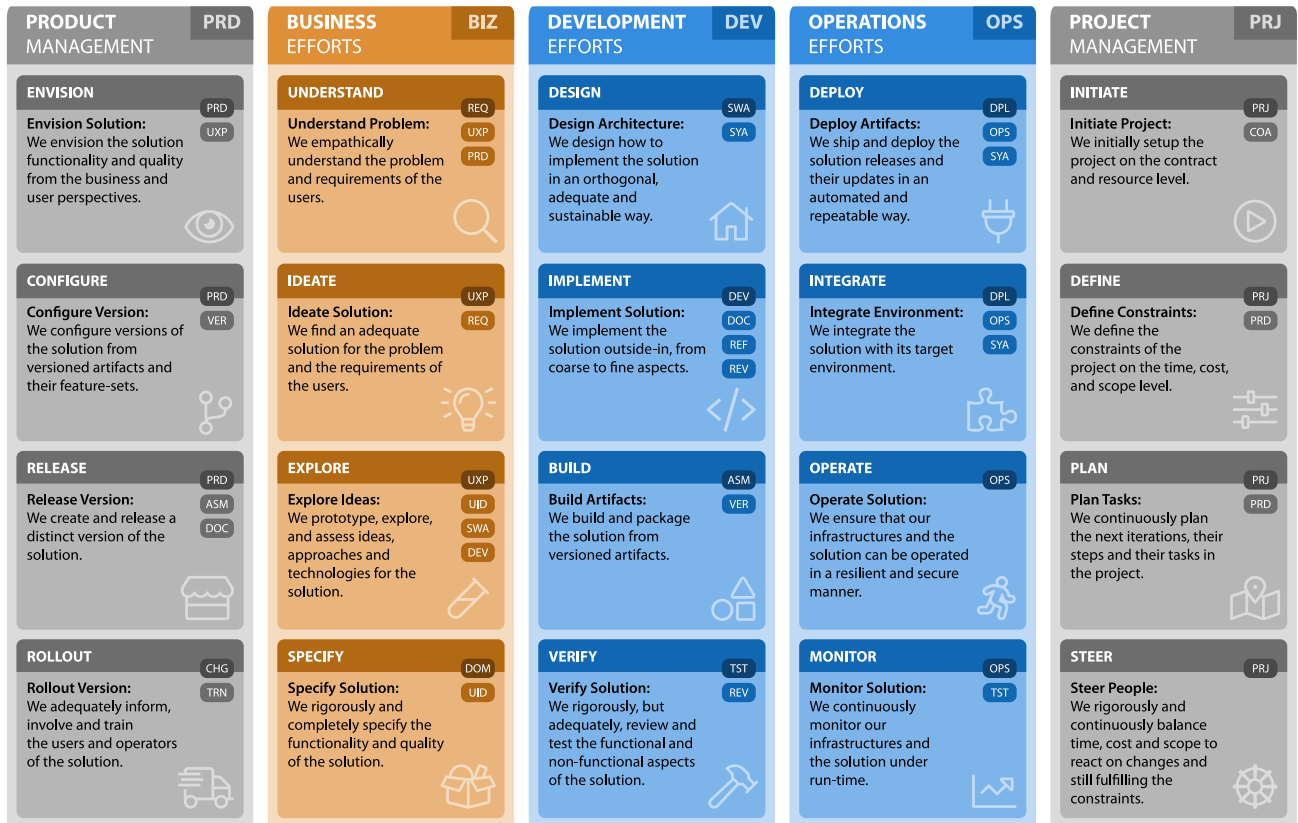 PRODUCT
MANAGEMENT
PRD
ENVISION
PRD
UXP
Envision Solution:
We envision the solution
functionality and quality
from the business and
user perspectives.
CONFIGURE
PRD
VER
Configure Version:
We configure versions of
the solution from
versioned artifacts and
their feature-sets.
RELEASE
PRD
ASM
DOC
Release Version:
We create and release a
distinct version of the
solution.
ROLLOUT
CHG
TRN
Rollout Version:
We adequately inform,
involve and train
the users and operators
of the solution.
BUSINESS
EFFORTS
BIZ
UNDERSTAND
REQ
UXP
PRD
Understand Problem:
We empathically
understand the problem
and requirements of the
users.
IDEATE
UXP
REQ
Ideate Solution:
We find an adequate
solution for the problem
and the requirements of
the users.
EXPLORE
UXP
UID
SWA
DEV
Explore Ideas:
We prototype, explore,
and assess ideas,
approaches and
technologies for the
solution.
SPECIFY
DOM
UID
Specify Solution:
We rigorously and
completely specify the
functionality and quality
of the solution.
DEVELOPMENT
EFFORTS
DEV
DESIGN
SWA
SYA
Design Architecture:
We design how to
implement the solution
in an orthogonal,
adequate and
sustainable way.
IMPLEMENT
DEV
DOC
REF
REV
Implement Solution:
We implement the
solution outside-in, from
coarse to fine aspects.
BUILD
ASM
VER
Build Artifacts:
We build and package
the solution from
versioned artifacts.
VERIFY
TST
REV
Verify Solution:
We rigorously, but
adequately, review and
test the functional and
non-functional aspects
of the solution.
OPERATIONS
EFFORTS
OPS
DEPLOY
DPL
OPS
SYA
Deploy Artifacts:
We ship and deploy the
solution releases and
their updates in an
automated and
repeatable way.
INTEGRATE
DPL
OPS
SYA
Integrate Environment:
We integrate the
solution with its target
environment.
OPERATE
OPS
Operate Solution:
We ensure that our
infrastructures and the
solution can be operated
in a resilient and secure
manner.
MONITOR
OPS
TST
Monitor Solution:
We continuously
monitor our
infrastructures and
the solution under
run-time.
PROJECT
MANAGEMENT
PRJ
INITIATE
PRJ
COA
Initiate Project:
We initially setup the
project on the contract
and resource level.
DEFINE
PRJ
PRD
Define Constraints:
We define the
constraints of the
project on the time, cost,
and scope level.
PLAN
PRJ
PRD
Plan Tasks:
We continuously plan
the next iterations, their
steps and their tasks in
the project.
STEER
PRJ
Steer People:
We rigorously and
continuously balance
time, cost and scope to
react on changes and
still fulfilling the
constraints.